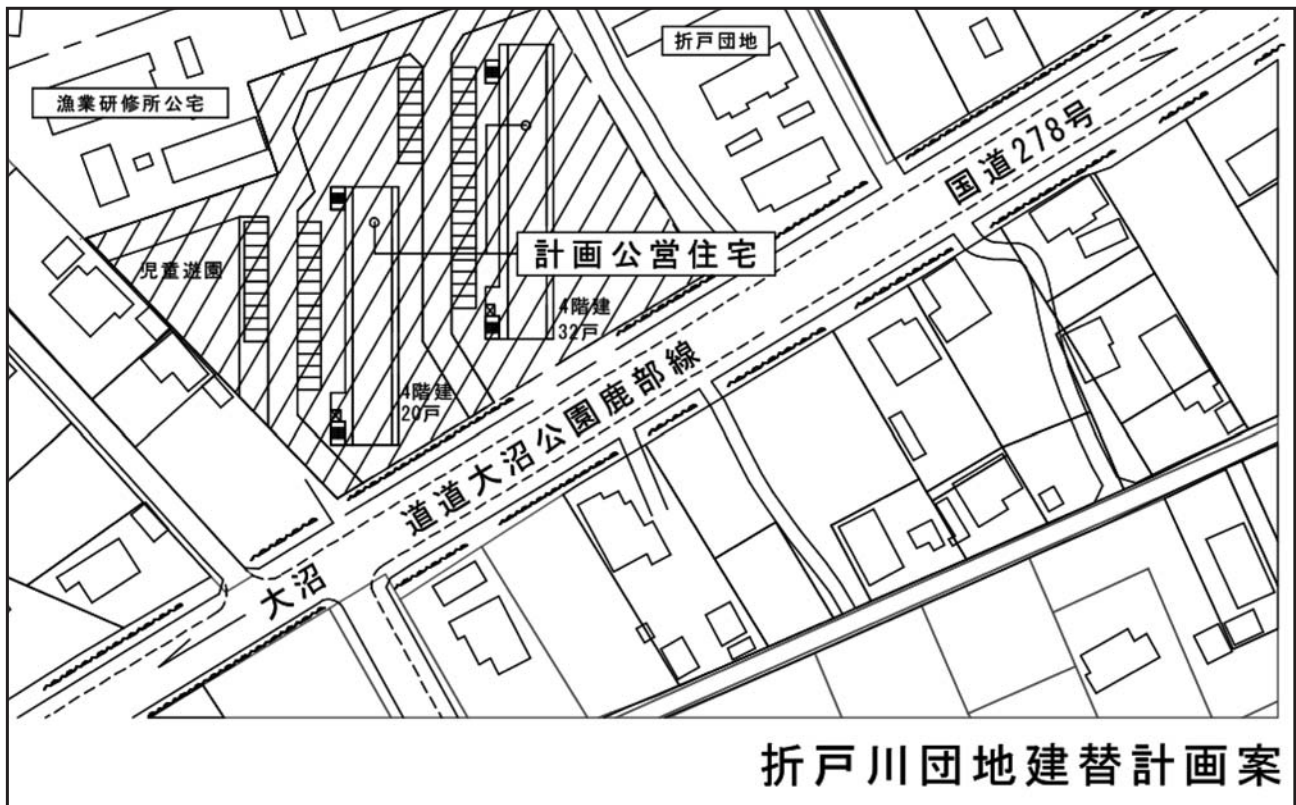 折戸団地
漁業研修所公宅
国道278号
計画公営住宅
児童遊園
4階建
32戸
4階建
20戸
道道大沼公園鹿部線
大沼
折戸川団地建替計画案